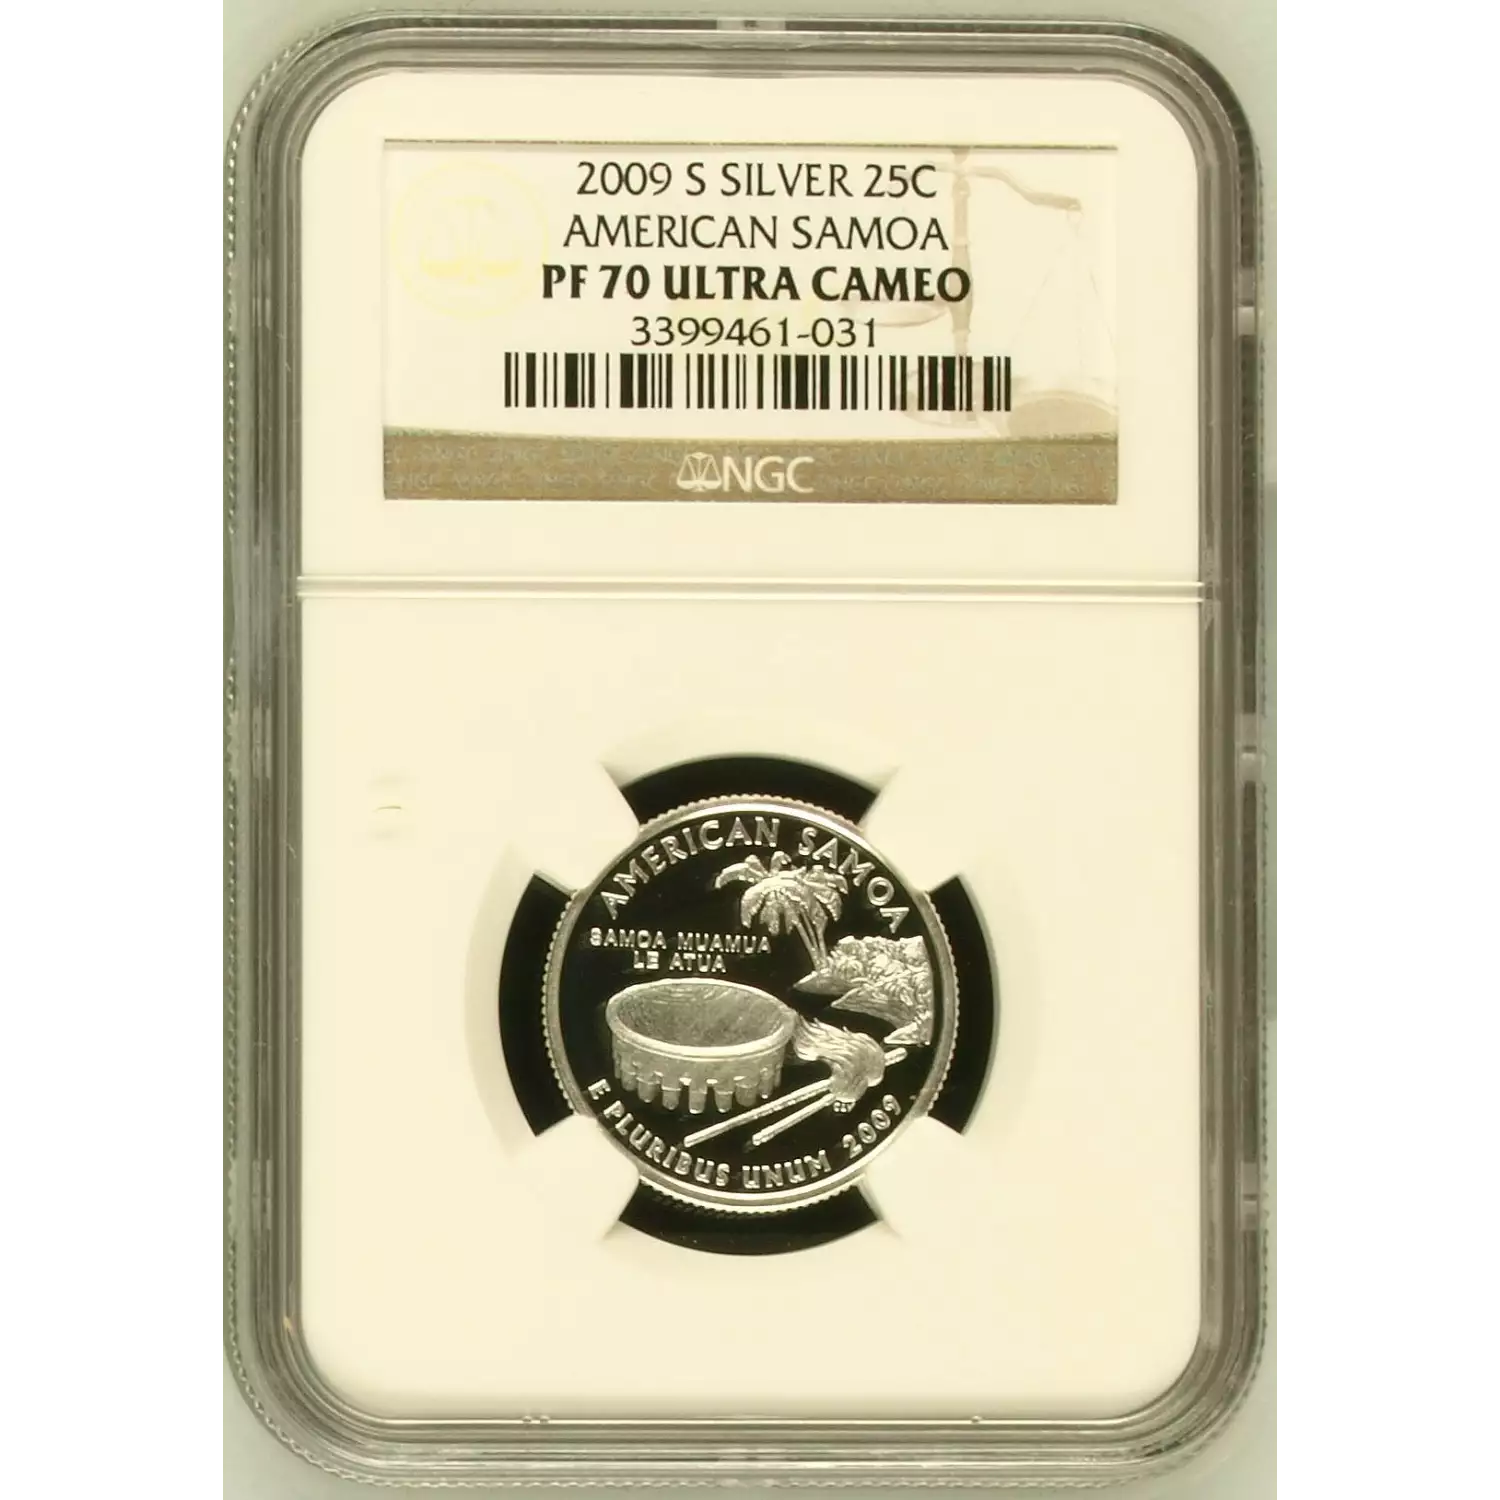 2009 S SILVER 25C
AMERICAN SAMOA
PF 70 ULTRA CAMEO
3399461-031
NGC
AMERICAN SAMOA
SAMOA MUAMUA
LE ATUA
E PLURIBUS UNUM 2009